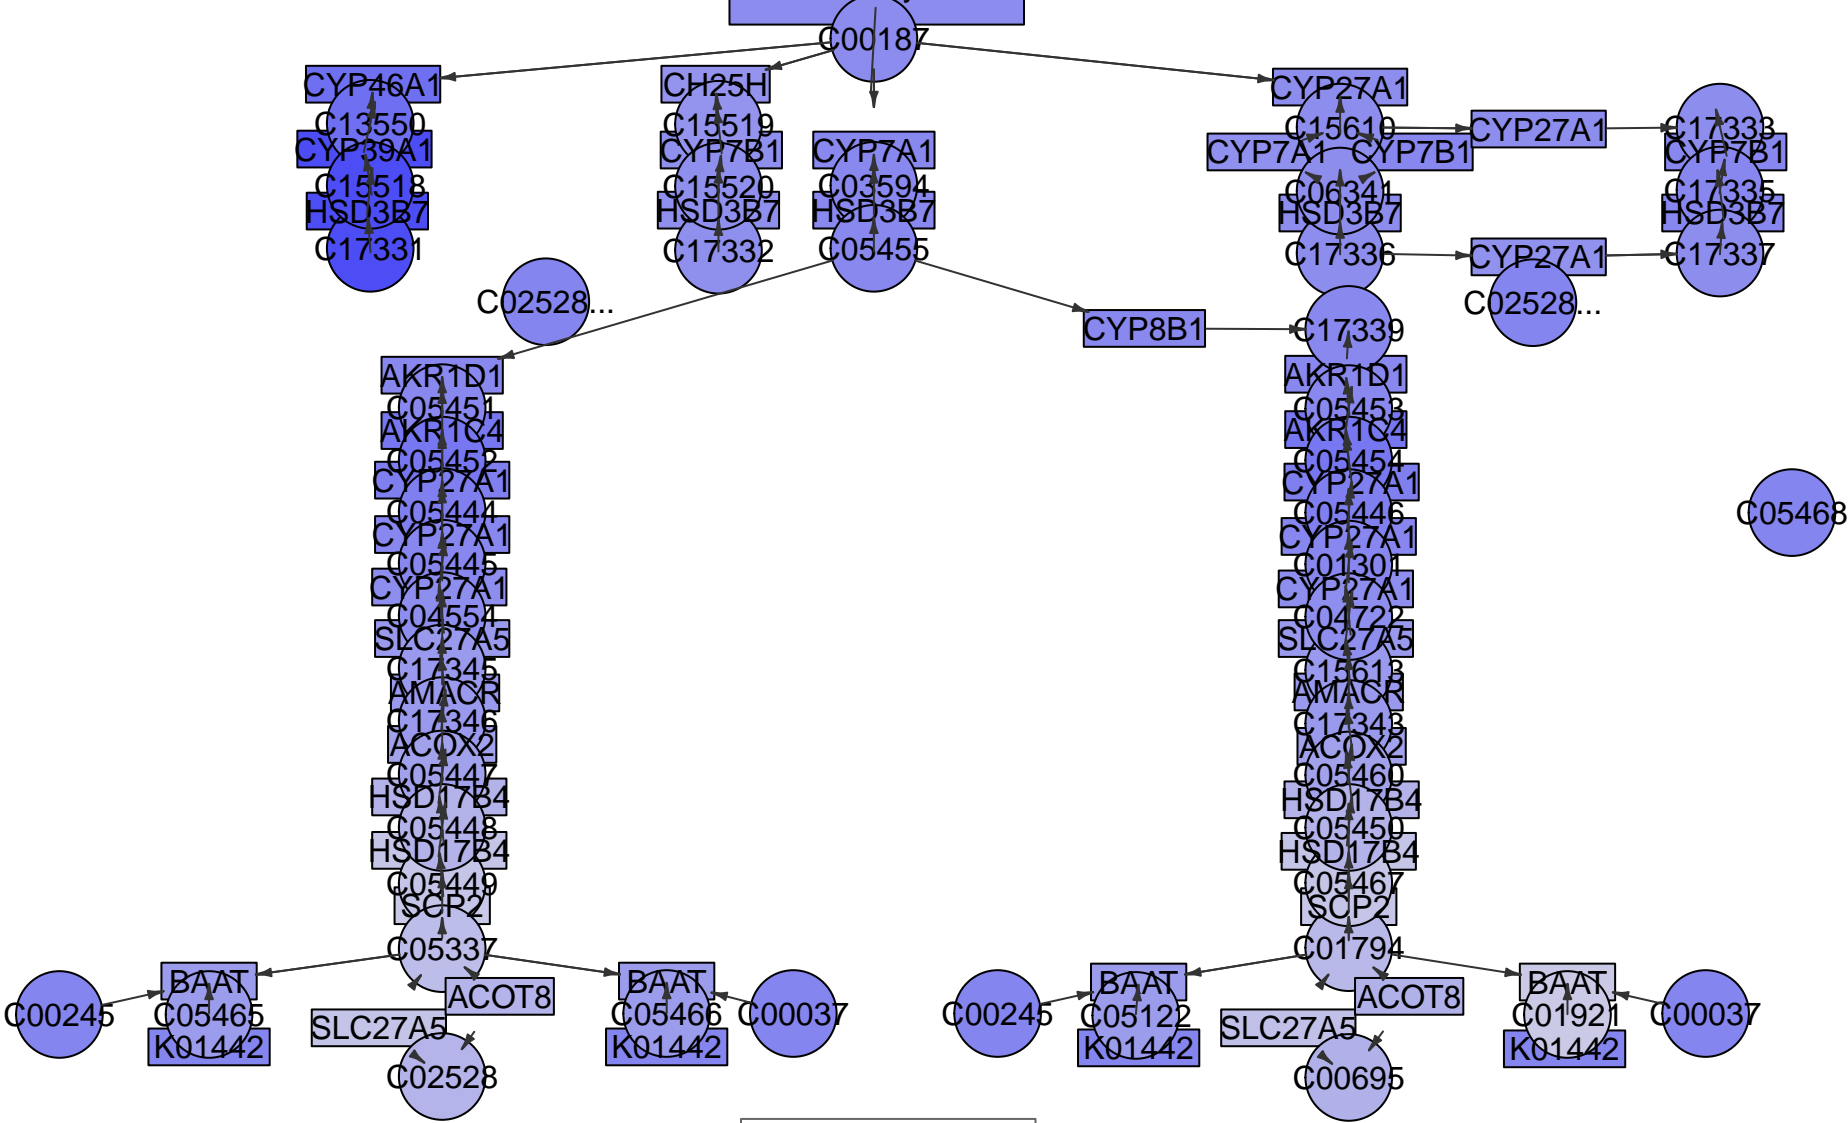 C00187
CYP46A1
C13550
CYP39A1
C15518
HSD3B7
C17331
CH25H
C15519
CYP7B1
C15520
HSD3B7
C17332
CYP7A1
C03594
HSD3B7
C05455
CYP27A1
C15610
CYP7A1
CYP7B1
C06341
HSD3B7
C17336
CYP27A1
CYP27A1
C17333
CYP7B1
C17335
HSD3B7
C17337
C02528...
C02528...
CYP8B1
C17339
AKR1D1
C05451
AKR1C4
C05452
CYP27A1
C05444
CYP27A1
C05445
CYP27A1
C04554
SLC27A5
C17345
AMACR
C17346
ACOX2
C05447
HSD17B4
C05448
HSD17B4
C05449
SCP2
C05337
AKR1D1
C05453
AKR1C4
C05454
CYP27A1
C05446
CYP27A1
C01301
CYP27A1
C04722
SLC27A5
C15613
AMACR
C17343
ACOX2
C05460
HSD17B4
C05450
HSD17B4
C05467
SCP2
C01794
C05468
C00245
BAAT
C05465
K01442
SLC27A5
ACOT8
C02528
BAAT
C05466
K01442
C00037
C00245
BAAT
C05122
K01442
SLC27A5
ACOT8
C00695
BAAT
C01921
K01442
C00037